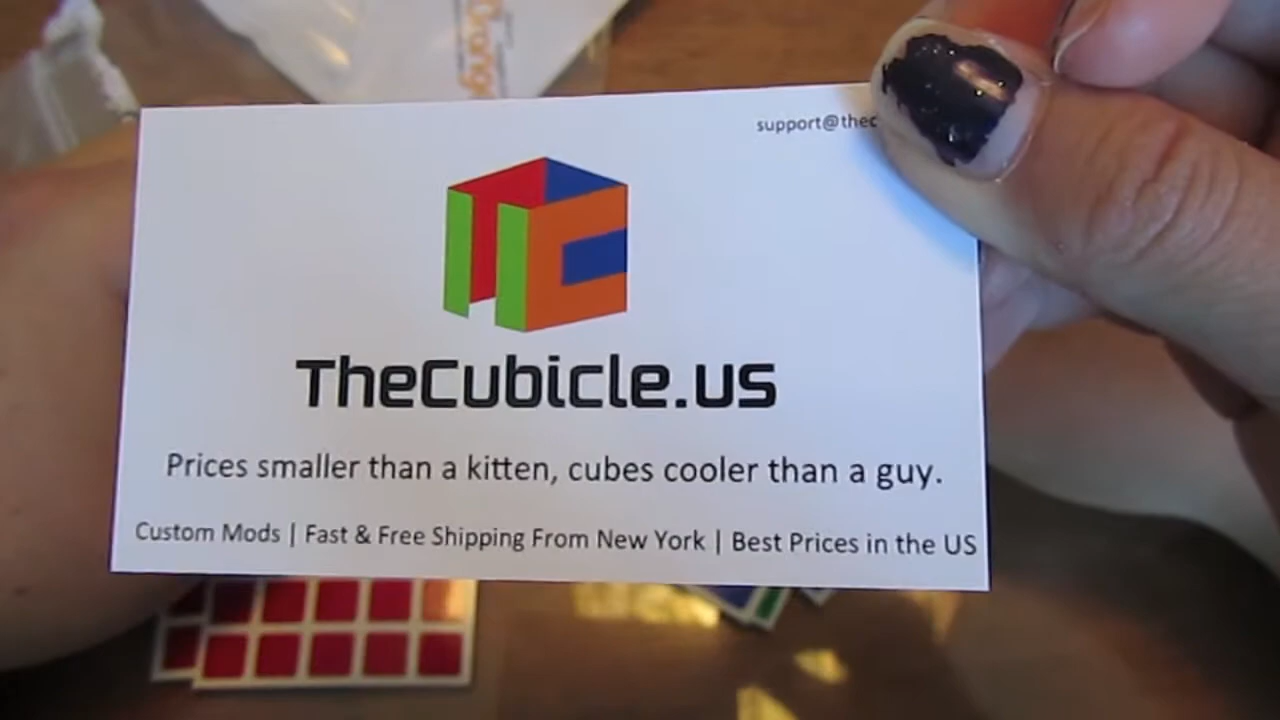 support@thec
TheCubicle.us
Prices smaller than a kitten, cubes cooler than a guy.
Custom Mods | Fast & Free Shipping From New York | Best Prices in the US